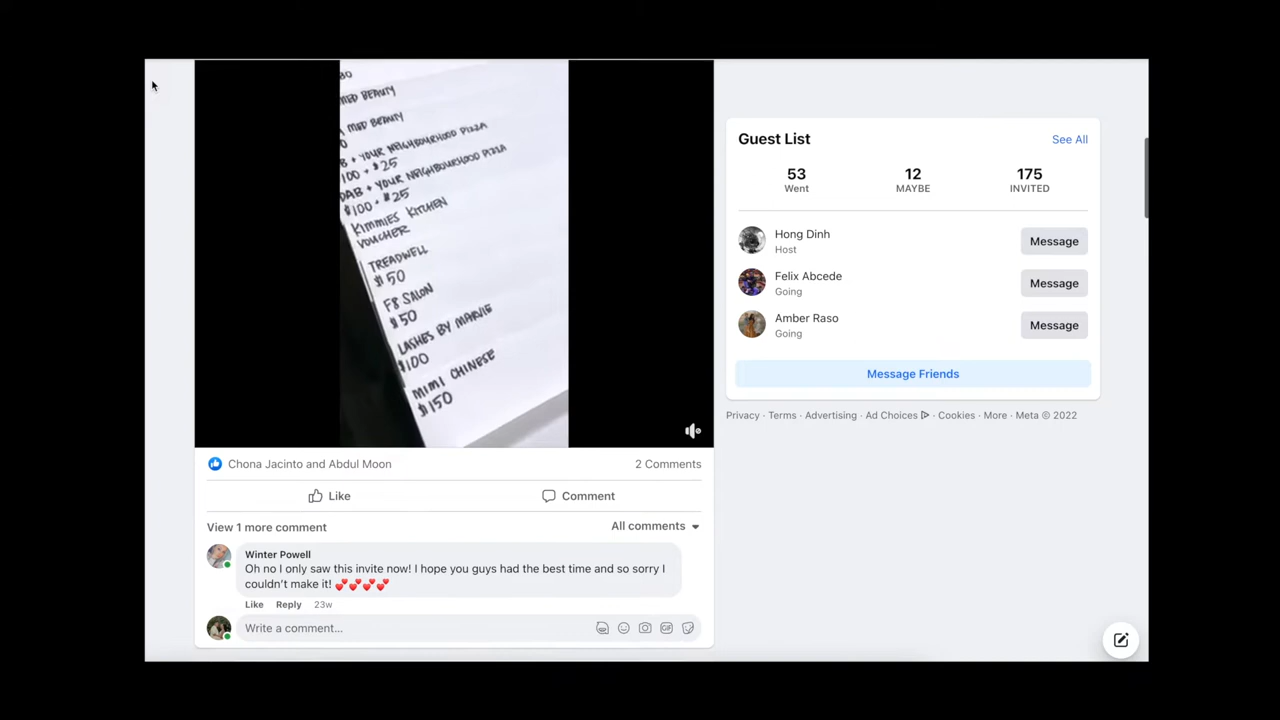 MED BEAUTY
MED BEAUTY
+ YOUR NEIGHBOURHOOD PIZZA
100 + $25
DAB + YOUR NEIGHBOURHOOD PIZZA
$100 + $25
KIMMIES KITCHEN
VOUCHER
TREADWELL
$50
F8 SALON
$50
LASHES BY MARVIE
$100
MIMI CHINESE
$150
Chona Jacinto and Abdul Moon
2 Comments
Like
Comment
View 1 more comment
All comments
Winter Powell
Oh no I only saw this invite now! I hope you guys had the best time and so sorry I
couldn't make it! 💕💕💕💕
Like Reply 23w
Write a comment...
GIF
Guest List
See All
53
Went
12
MAYBE
175
INVITED
Hong Dinh
Host
Message
Felix Abcede
Going
Message
Amber Raso
Going
Message
Message Friends
Privacy · Terms · Advertising · Ad Choices · Cookies · More · Meta © 2022